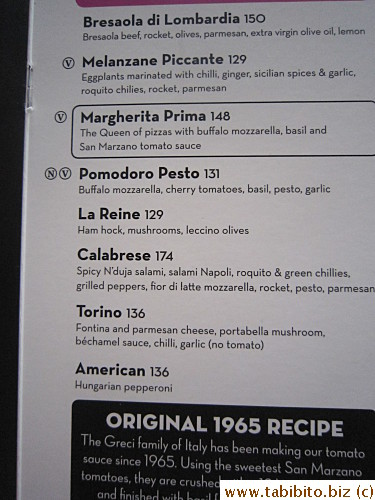 Bresaola di Lombardia 150
Bresaola beef, rocket, olives, parmesan, extra virgin olive oil, lemon
Ⓥ Melanzane Piccante 129
Eggplants marinated with chilli, ginger, sicilian spices & garlic,
roquito chilies, rocket, parmesan
Ⓥ Margherita Prima 148
The Queen of pizzas with buffalo mozzarella, basil and
San Marzano tomato sauce
Ⓝ Ⓥ Pomodoro Pesto 131
Buffalo mozzarella, cherry tomatoes, basil, pesto, garlic
La Reine 129
Ham hock, mushrooms, leccino olives
Calabrese 174
Spicy N'duja salami, salami Napoli, roquito & green chillies,
grilled peppers, fior di latte mozzarella, rocket, pesto, parmesan
Torino 136
Fontina and parmesan cheese, portabella mushroom,
béchamel sauce, chilli, garlic (no tomato)
American 136
Hungarian pepperoni
ORIGINAL 1965 RECIPE
The Greci family of Italy has been making our tomato
sauce since 1965. Using the sweetest San Marzano
tomatoes, they are crushed
and finished with basil
www.tabibito.biz (c)